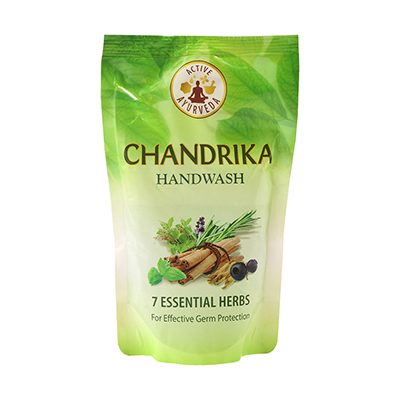 ACTIVE
AYURVEDA
CHANDRIKA
HANDWASH
7 ESSENTIAL HERBS
For Effective Germ Protection